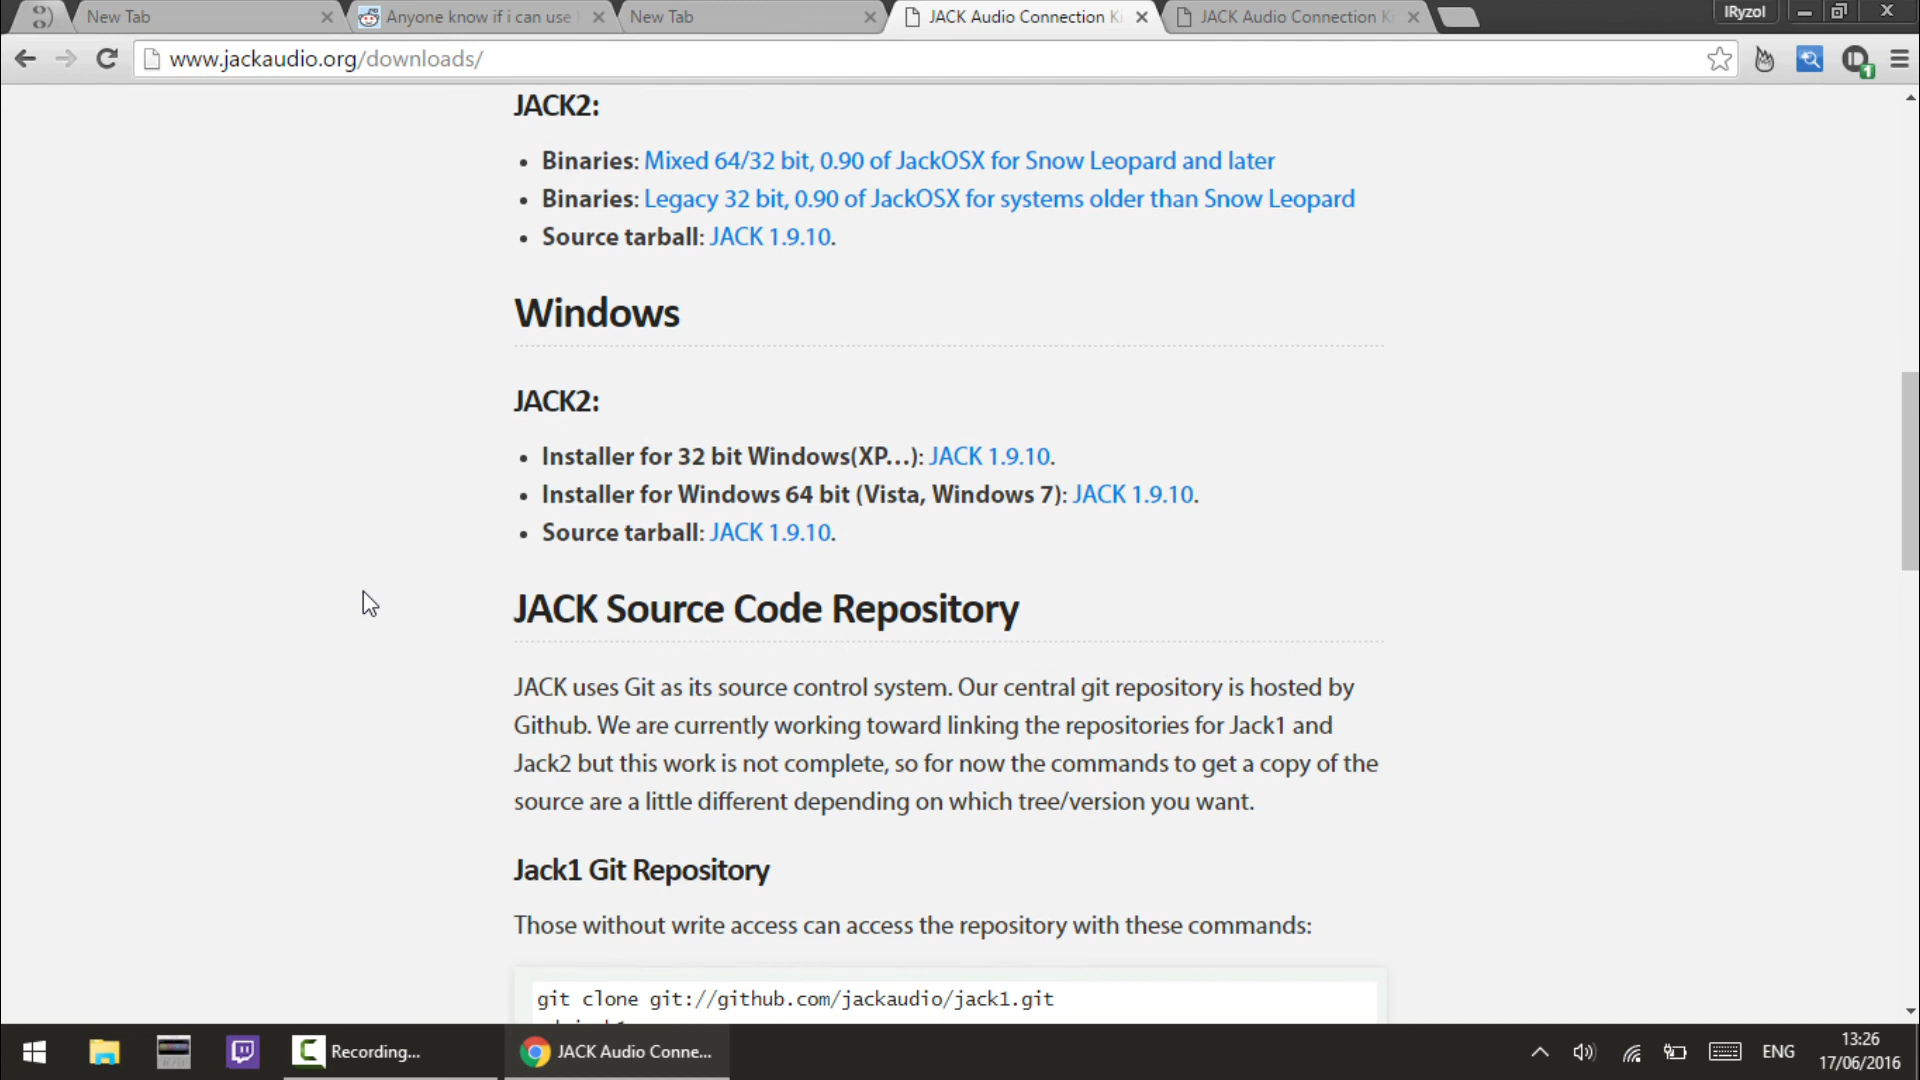 New Tab
Anyone know if i can use
New Tab
JACK Audio Connection Ki
JACK Audio Connection Ki
IRyzol
www.jackaudio.org/downloads/
1
JACK2:
• Binaries: Mixed 64/32 bit, 0.90 of JackOSX for Snow Leopard and later
• Binaries: Legacy 32 bit, 0.90 of JackOSX for systems older than Snow Leopard
• Source tarball: JACK 1.9.10.
Windows
JACK2:
• Installer for 32 bit Windows(XP…): JACK 1.9.10.
• Installer for Windows 64 bit (Vista, Windows 7): JACK 1.9.10.
• Source tarball: JACK 1.9.10.
JACK Source Code Repository
JACK uses Git as its source control system. Our central git repository is hosted by
Github. We are currently working toward linking the repositories for Jack1 and
Jack2 but this work is not complete, so for now the commands to get a copy of the
source are a little different depending on which tree/version you want.
Jack1 Git Repository
Those without write access can access the repository with these commands:
git clone git://github.com/jackaudio/jack1.git
Recording...
JACK Audio Conne...
ENG
13:26
17/06/2016